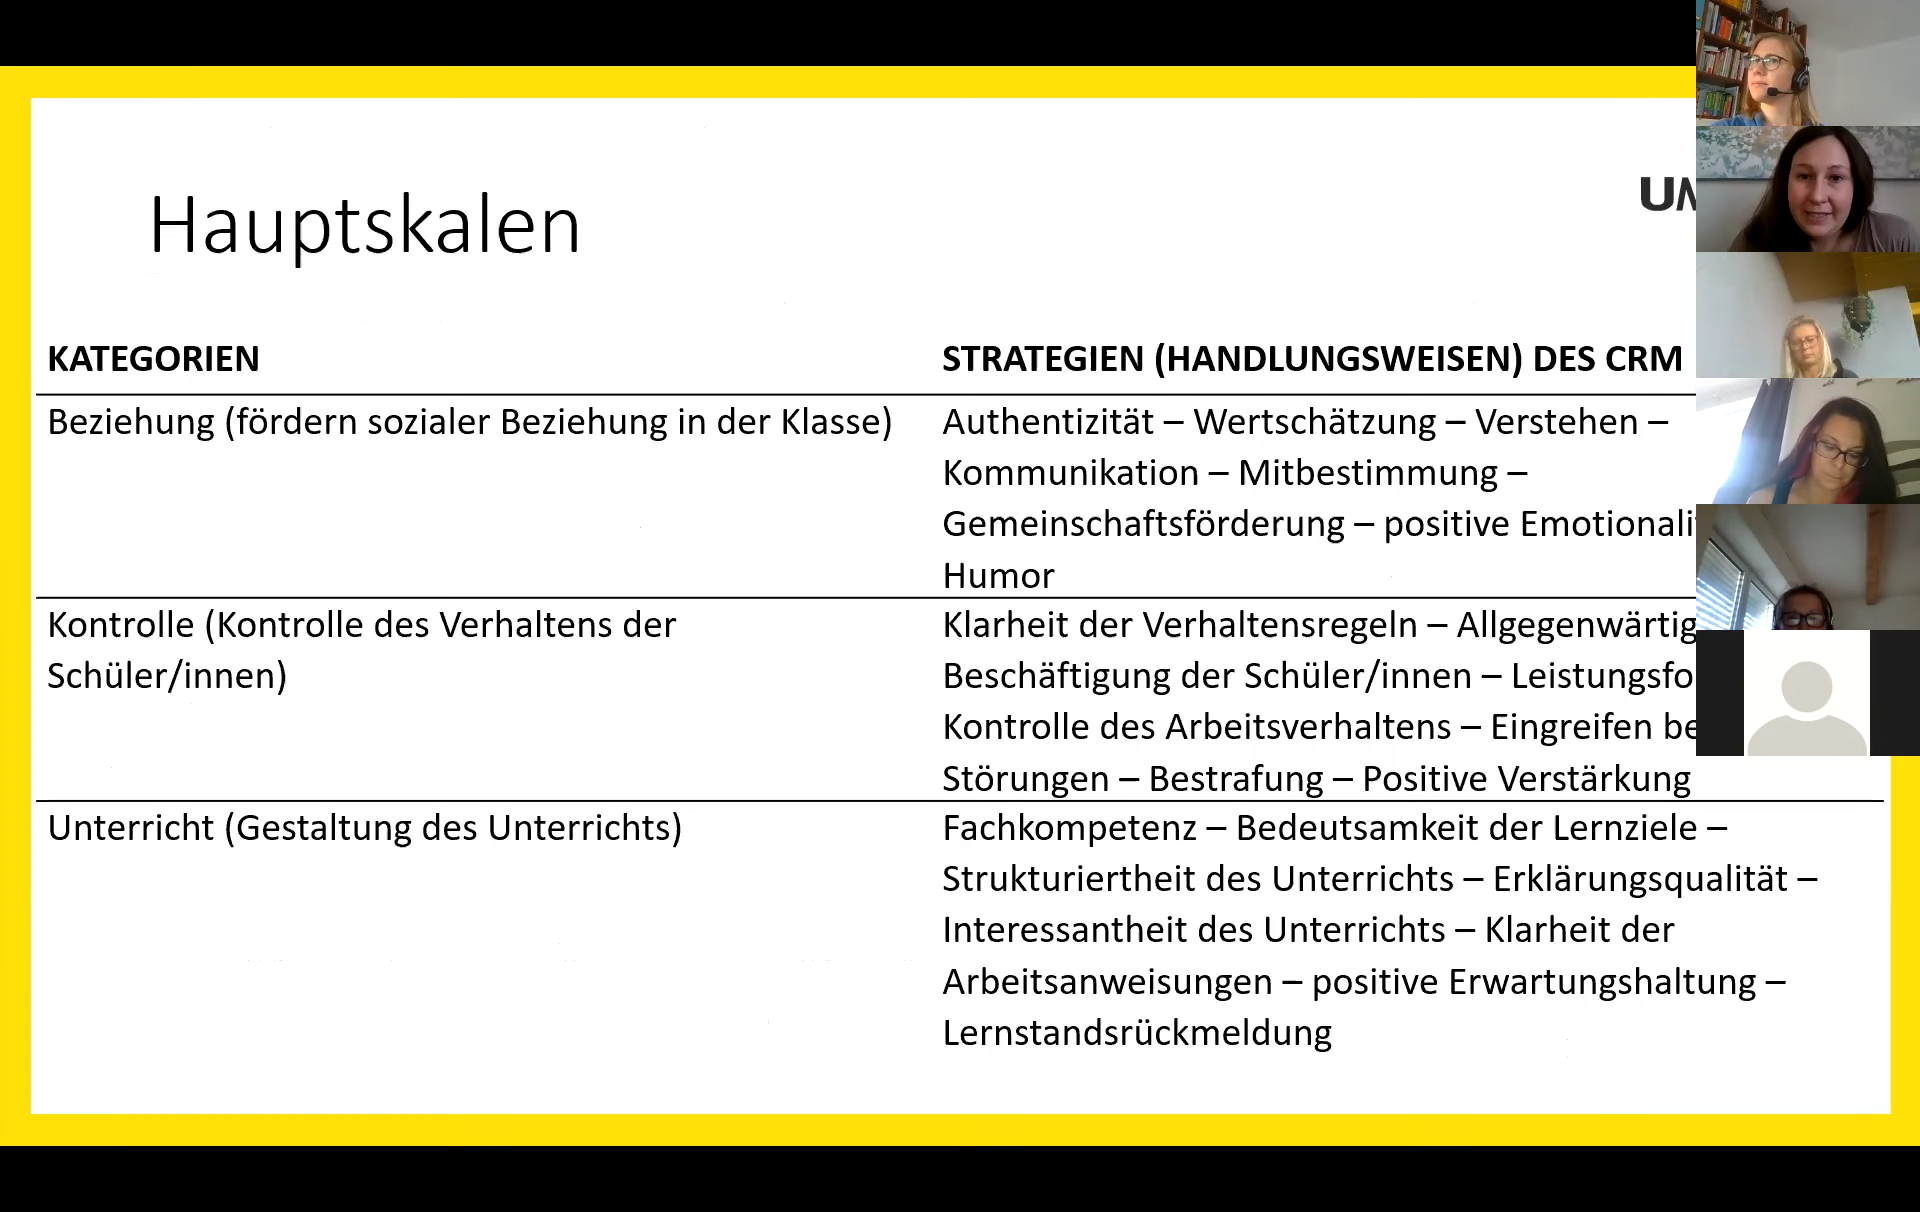 Hauptskalen
KATEGORIEN
STRATEGIEN (HANDLUNGSWEISEN) DES CRM
Beziehung (fördern sozialer Beziehung in der Klasse)
Authentizität – Wertschätzung – Verstehen –
Kommunikation – Mitbestimmung –
Gemeinschaftsförderung – positive
Humor
Kontrolle (Kontrolle des Verhaltens der
Schüler/innen)
Klarheit der Verhaltensregeln –
Beschäftigung der Schüler/innen –
Kontrolle des Arbeitsverhaltens – Eingreifen
Störungen – Bestrafung – Positive Verstärkung
Unterricht (Gestaltung des Unterrichts)
Fachkompetenz – Bedeutsamkeit der Lernziele –
Strukturiertheit des Unterrichts – Erklärungsqualität –
Interessantheit des Unterrichts – Klarheit der
Arbeitsanweisungen – positive Erwartungshaltung –
Lernstandsrückmeldung